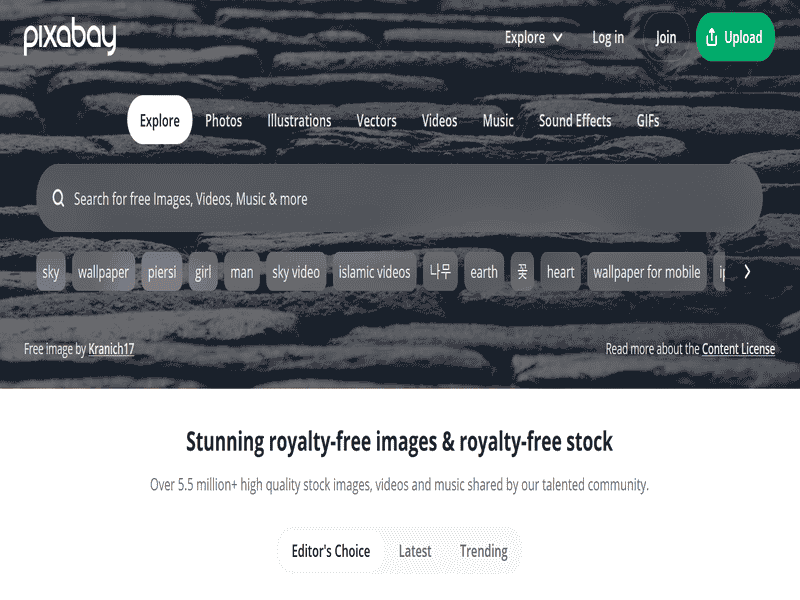 pixabay
Explore
Log in
Join
Upload
Explore
Photos
Illustrations
Vectors
Videos
Music
Sound Effects
GIFs
Search for free Images, Videos, Music & more
sky
wallpaper
piersi
girl
man
sky video
islamic videos
나무
earth
꽃
heart
wallpaper for mobile
Free image by Kranich17
Read more about the Content License
Stunning royalty-free images & royalty-free stock
Over 5.5 million+ high quality stock images, videos and music shared by our talented community.
Editor's Choice
Latest
Trending